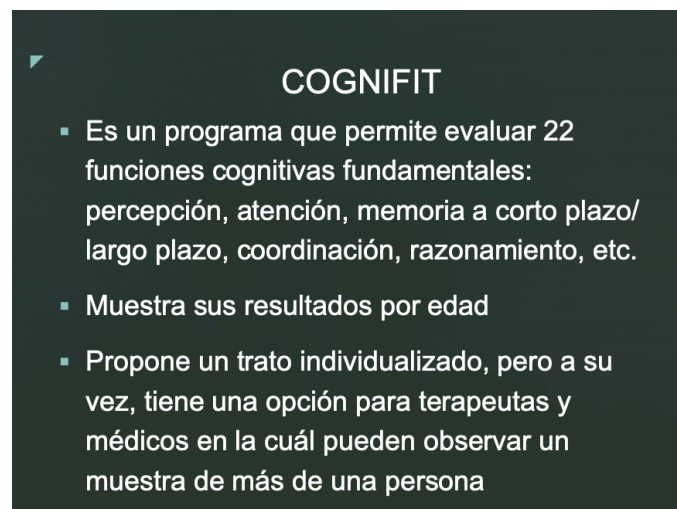 COGNIFIT
▪ Es un programa que permite evaluar 22
funciones cognitivas fundamentales:
percepción, atención, memoria a corto plazo/
largo plazo, coordinación, razonamiento, etc.
▪ Muestra sus resultados por edad
▪ Propone un trato individualizado, pero a su
vez, tiene una opción para terapeutas y
médicos en la cuál pueden observar un
muestra de más de una persona